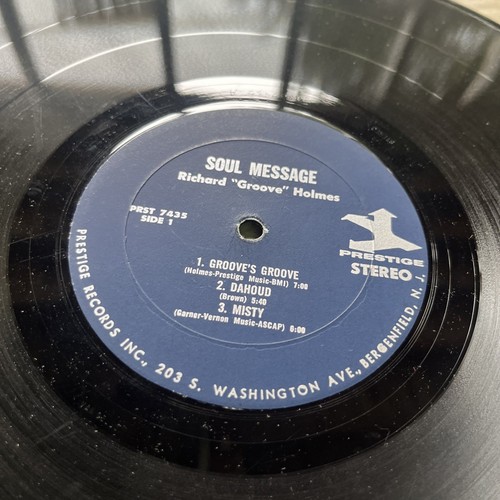 SOUL MESSAGE
Richard "Groove" Holmes
PRST 7435
SIDE 1
PRESTIGE
STEREO
1. GROOVE'S GROOVE
(Holmes-Prestige Music-BMI) 7:00
2. DAHOUD
(Brown) 5:40
3. MISTY
(Garner-Vernon Music-ASCAP) 6:00
PRESTIGE RECORDS INC., 203 S. WASHINGTON AVE., BERGENFIELD, N. J.